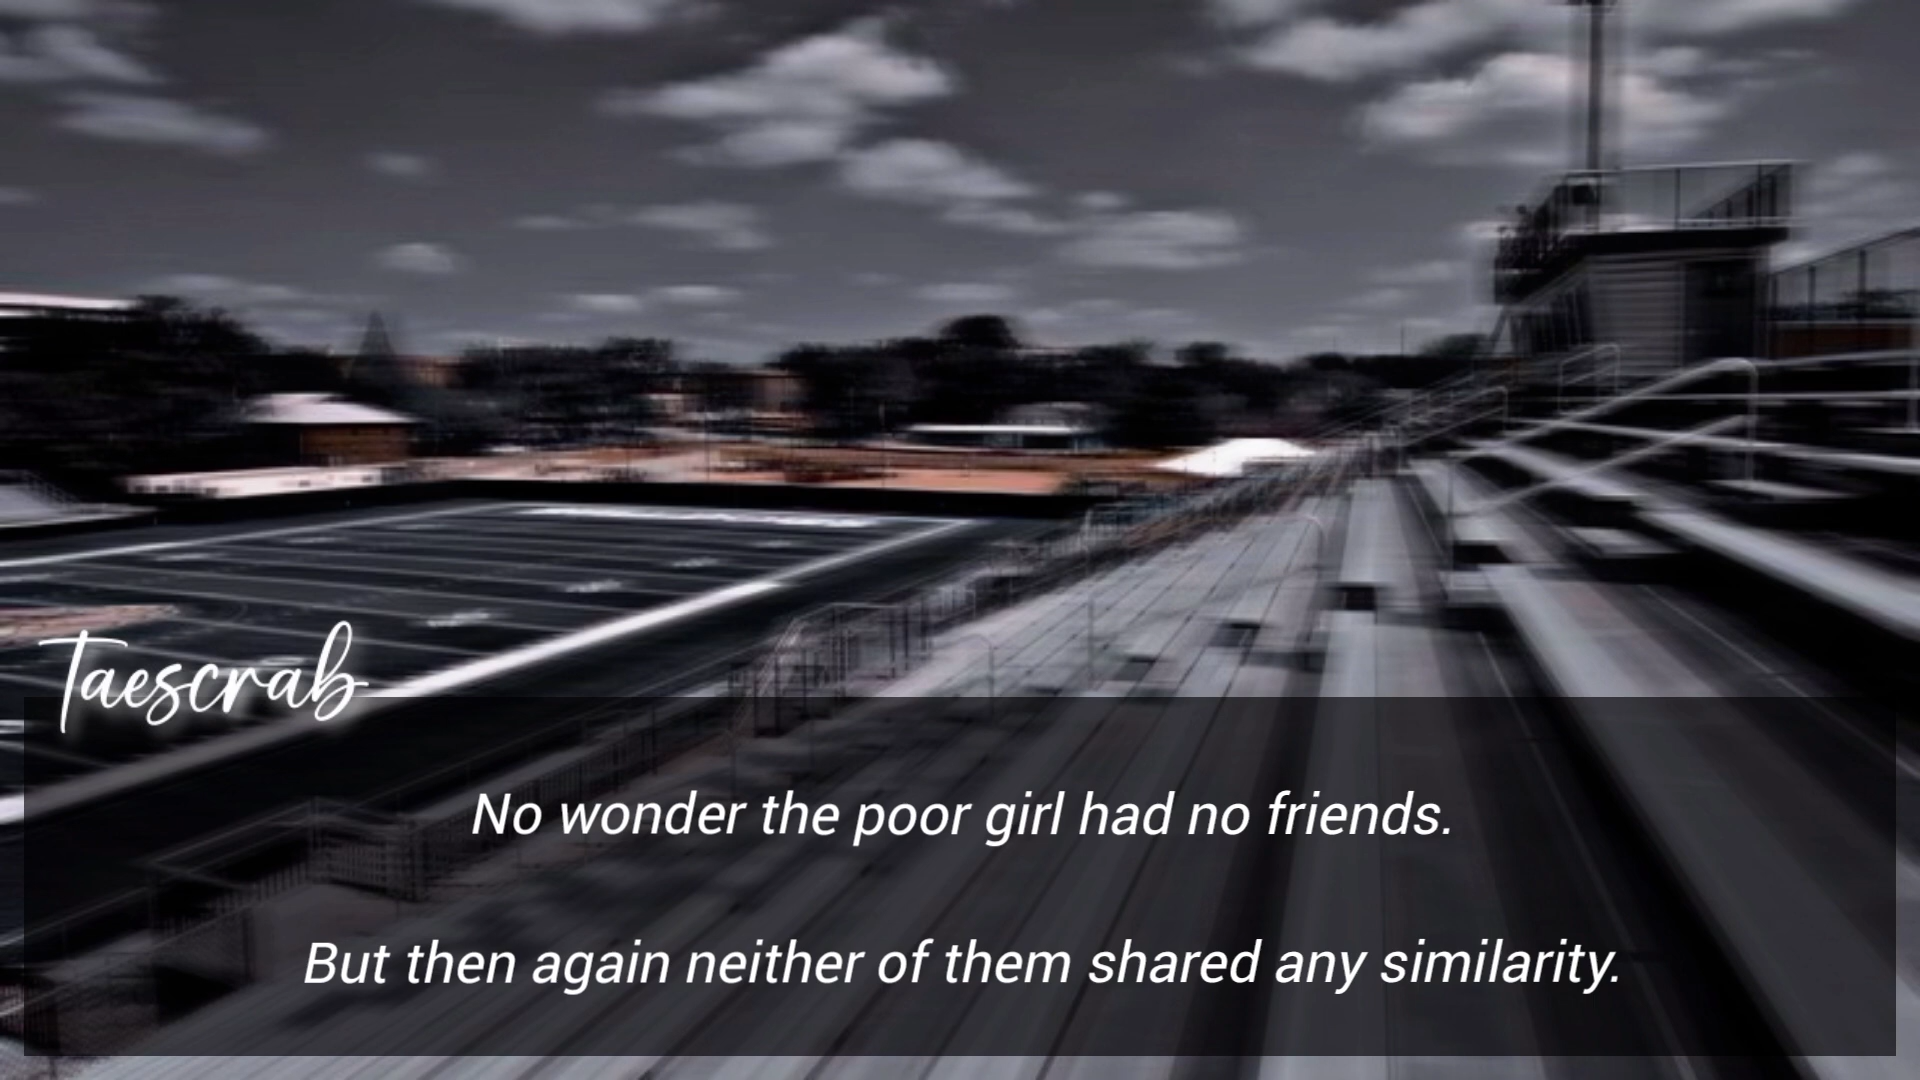 Taescrab
No wonder the poor girl had no friends.
But then again neither of them shared any similarity.